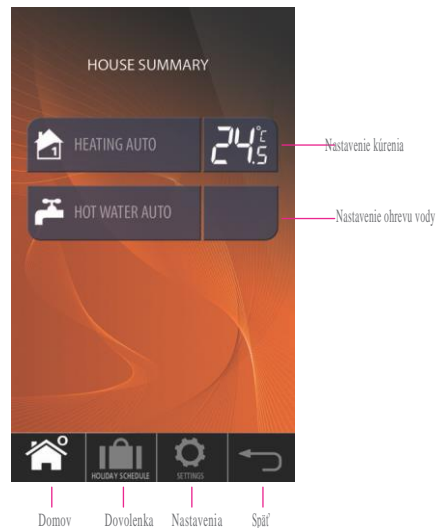 HOUSE SUMMARY
1 HEATING AUTO 24.5 °C
Nastavenie kúrenia
HOT WATER AUTO
Nastavenie ohrevu vody
HOLIDAY SCHEDULE SETTINGS
Domov Dovolenka Nastavenia Späť